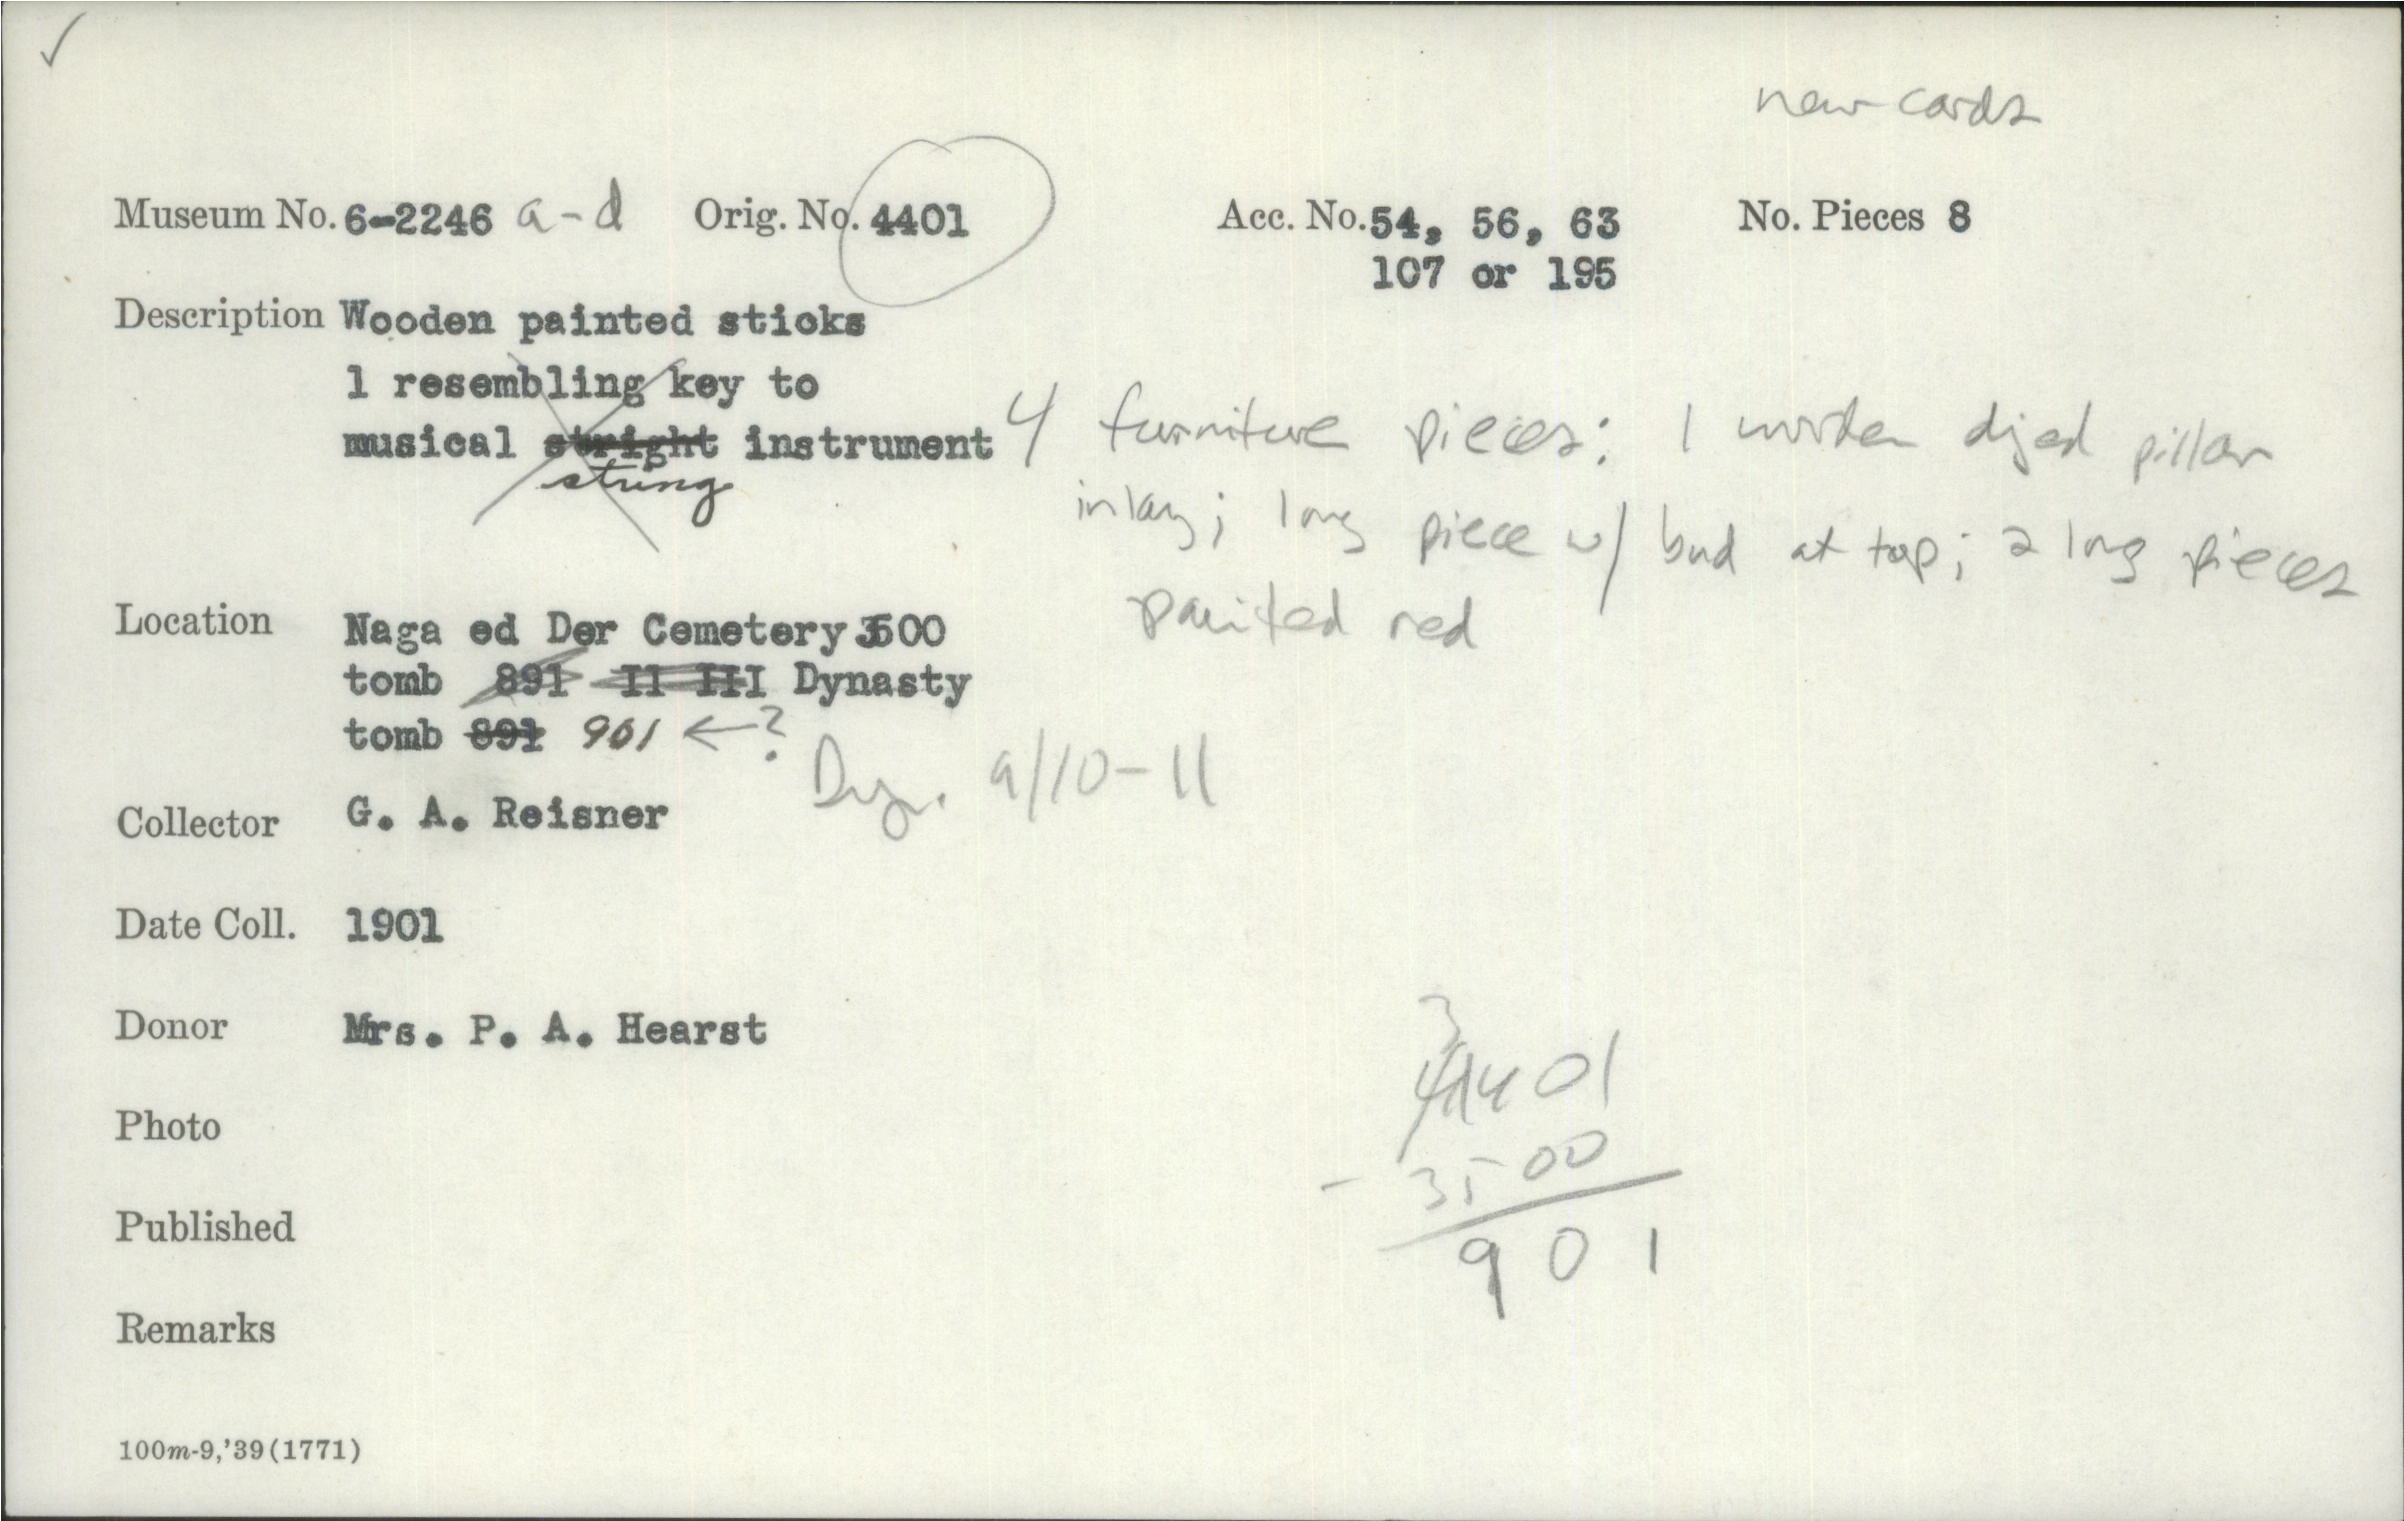 ✓
new cards
Museum No. 6-2246 a-d Orig. No. 4401 Acc. No. 54, 56, 63 No. Pieces 8
107 or 195
Description Wooden painted sticks
1 resembling key to
musical stright instrument
string
4 furniture pieces: 1 wooden djed pillar
inlay; long piece w/ bud at top; 2 long pieces
painted red
Location Naga ed Der Cemetery 3500
tomb 891 II III Dynasty
tomb 891 901 ←?
Dyn. 9/10-11
Collector G. A. Reisner
Date Coll. 1901
Donor Mrs. P. A. Hearst
Photo
Published
Remarks
3
4401
- 3500
901
100m-9,'39(1771)